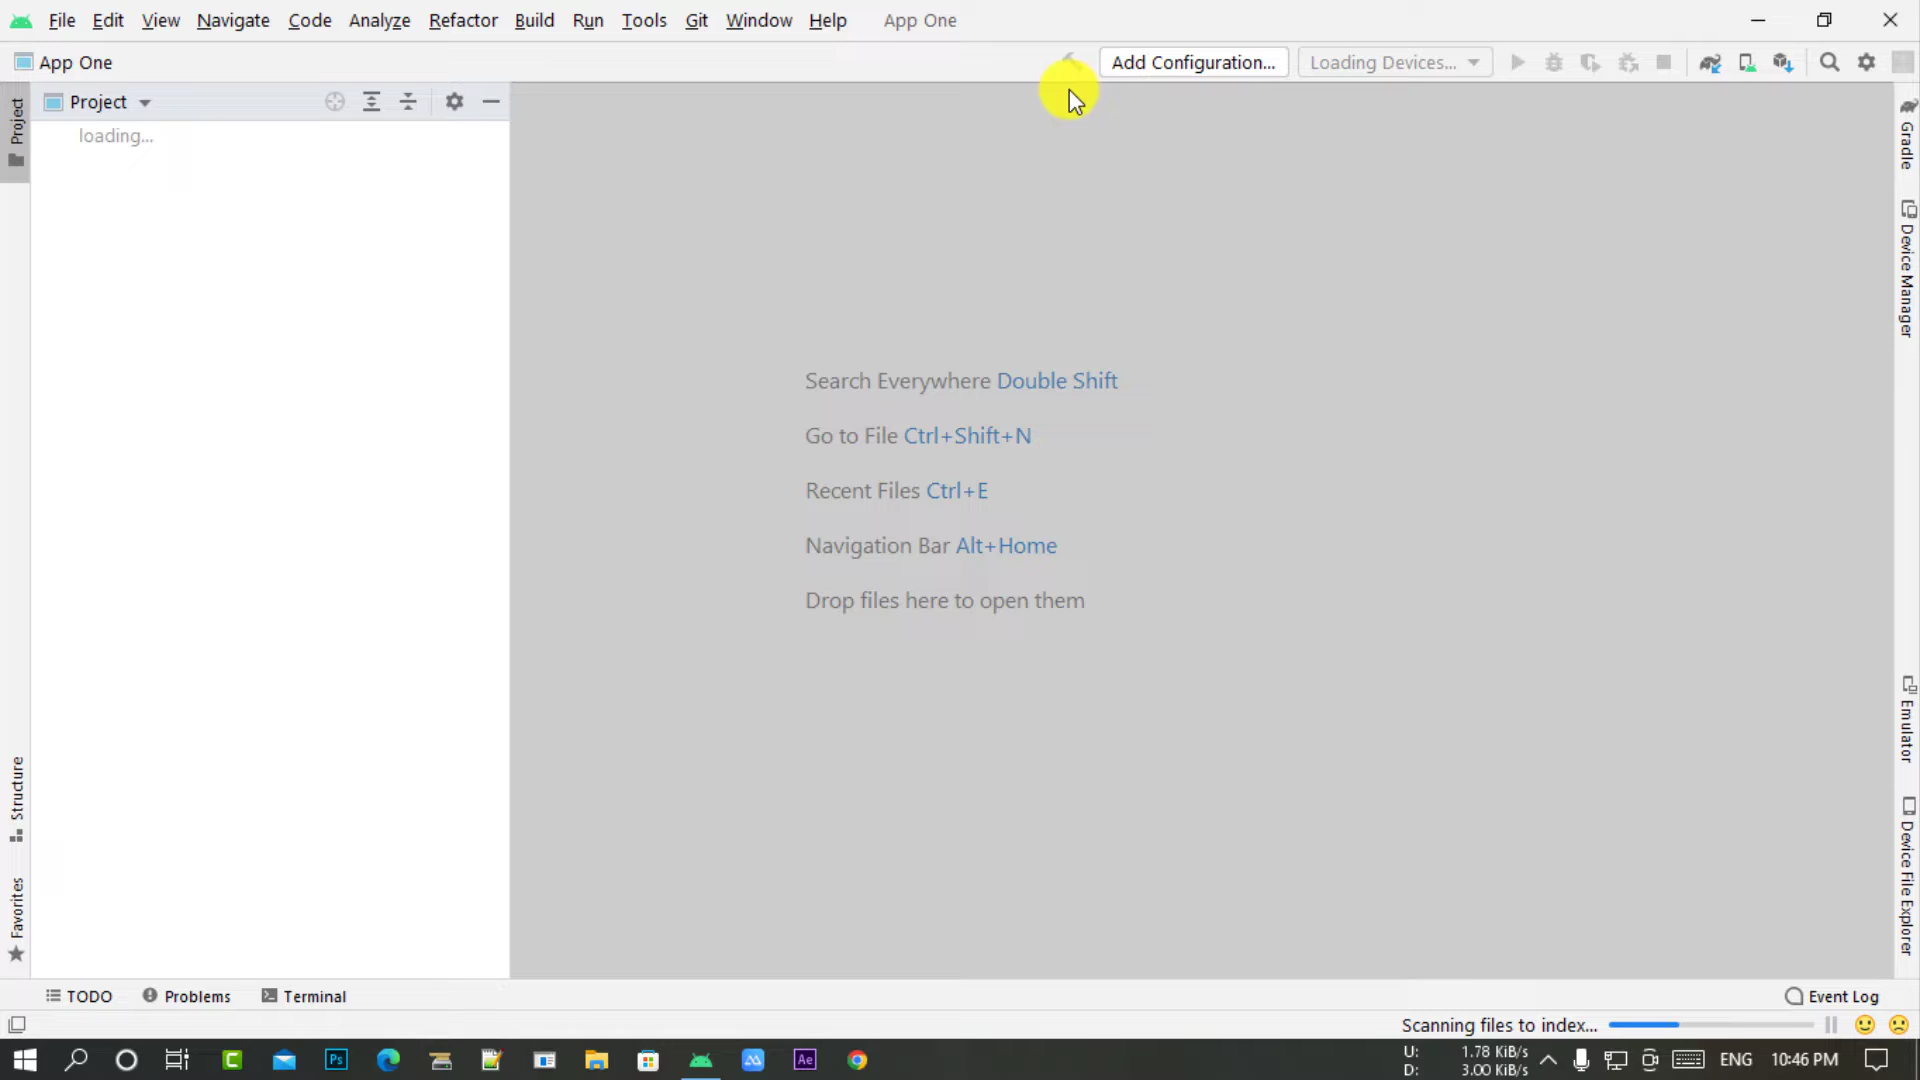 File Edit View Navigate Code Analyze Refactor Build Run Tools Git Window Help App One
App One
Add Configuration...
Loading Devices...
Project
loading...
Project
Structure
Favorites
Search Everywhere Double Shift
Go to File Ctrl+Shift+N
Recent Files Ctrl+E
Navigation Bar Alt+Home
Drop files here to open them
Gradle
Device Manager
Emulator
Device File Explorer
TODO
Problems
Terminal
Event Log
Scanning files to index...
C
Ps
Ae
U: 1.78 KiB/s
D: 3.00 KiB/s
ENG
10:46 PM